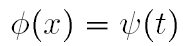 ϕ(x) = ψ(t)